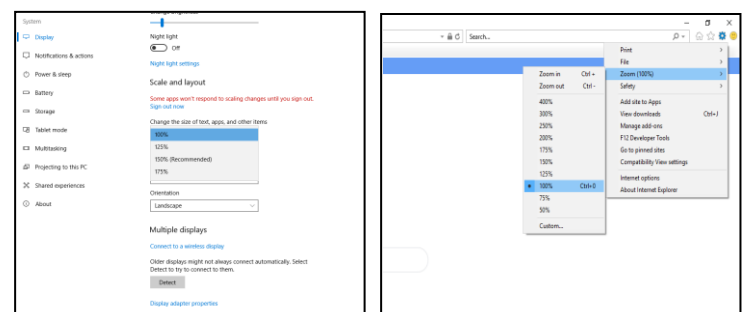 System
Display
Notifications & actions
Power & sleep
Battery
Storage
Tablet mode
Multitasking
Projecting to this PC
Shared experiences
About
Night light
Off
Night light settings
Scale and layout
Some apps won't respond to scaling changes until you sign out.
Sign out now
Change the size of text, apps, and other items
100%
125%
150% (Recommended)
175%
Orientation
Landscape
Multiple displays
Connect to a wireless display
Older displays might not always connect automatically. Select
Detect to try to connect to them.
Detect
Display adapter properties
Search...
Print
File
Zoom (100%)
Safety
Add site to Apps
View downloads Ctrl+J
Manage add-ons
F12 Developer Tools
Go to pinned sites
Compatibility View settings
Internet options
About Internet Explorer
Zoom in Ctrl +
Zoom out Ctrl -
400%
300%
250%
200%
175%
150%
125%
100% Ctrl+0
75%
50%
Custom...